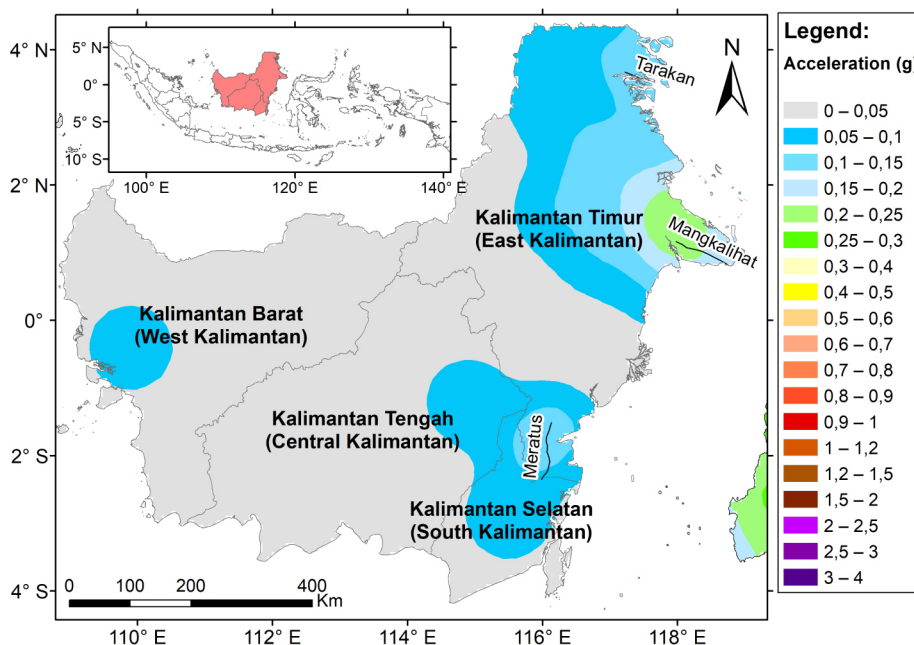 5° N
0°
5° S
10° S
100° E
120° E
140° E
4° N
2° N
0°
2° S
4° S
N
Tarakan
Kalimantan Timur
(East Kalimantan)
Mangkalihat
Kalimantan Barat
(West Kalimantan)
Kalimantan Tengah
(Central Kalimantan)
Meratus
Kalimantan Selatan
(South Kalimantan)
0 100 200 400
Km
110° E 112° E 114° E 116° E 118° E
Legend:
Acceleration (g)
0 – 0,05
0,05 – 0,1
0,1 – 0,15
0,15 – 0,2
0,2 – 0,25
0,25 – 0,3
0,3 – 0,4
0,4 – 0,5
0,5 – 0,6
0,6 – 0,7
0,7 – 0,8
0,8 – 0,9
0,9 – 1
1 – 1,2
1,2 – 1,5
1,5 – 2
2 – 2,5
2,5 – 3
3 – 4